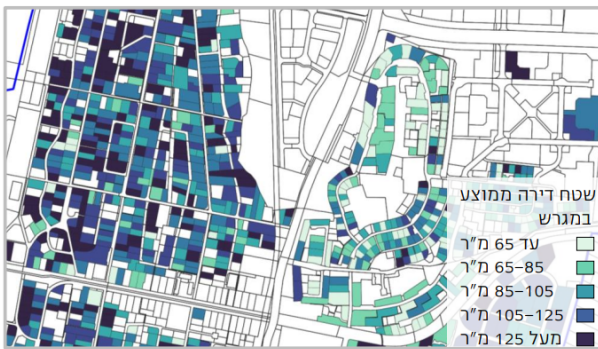 שטח דירה ממוצע
במגרש
עד 65 מ"ר
65–85 מ"ר
85–105 מ"ר
105–125 מ"ר
מעל 125 מ"ר